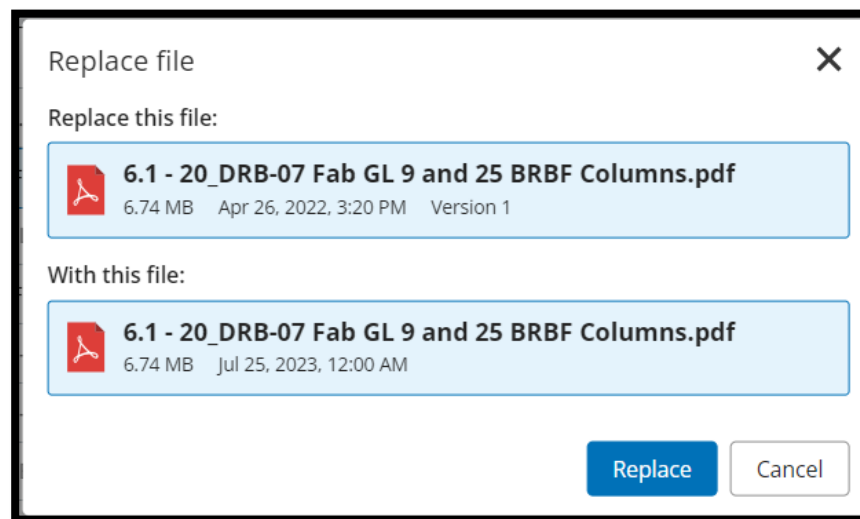 Replace file
Replace this file:
6.1 - 20_DRB-07 Fab GL 9 and 25 BRBF Columns.pdf
6.74 MB Apr 26, 2022, 3:20 PM Version 1
With this file:
6.1 - 20_DRB-07 Fab GL 9 and 25 BRBF Columns.pdf
6.74 MB Jul 25, 2023, 12:00 AM
Replace Cancel